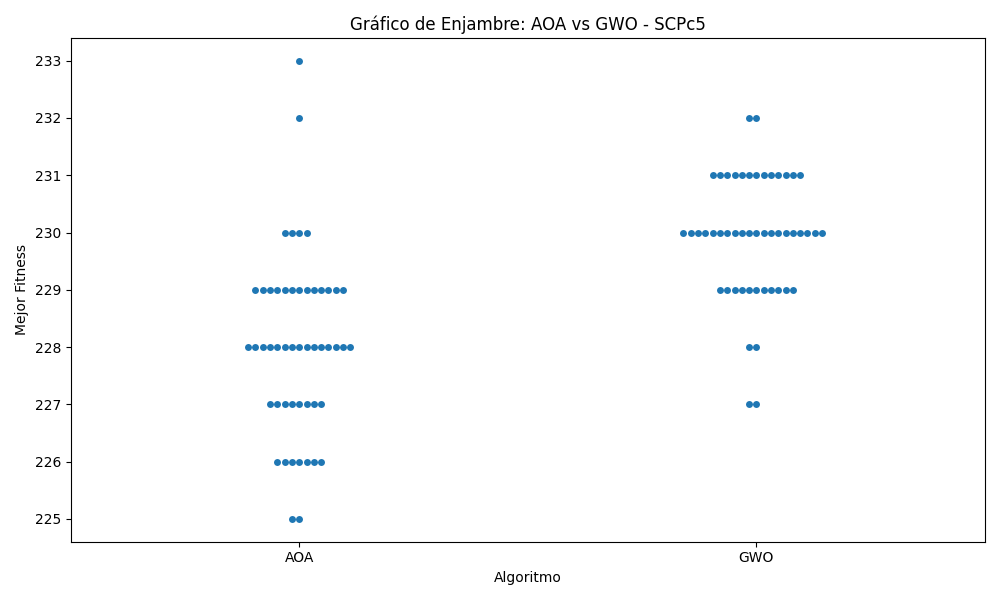 Gráfico de Enjambre: AOA vs GWO - SCPc5
Mejor Fitness
233
232
231
230
229
228
227
226
225
AOA
GWO
Algoritmo